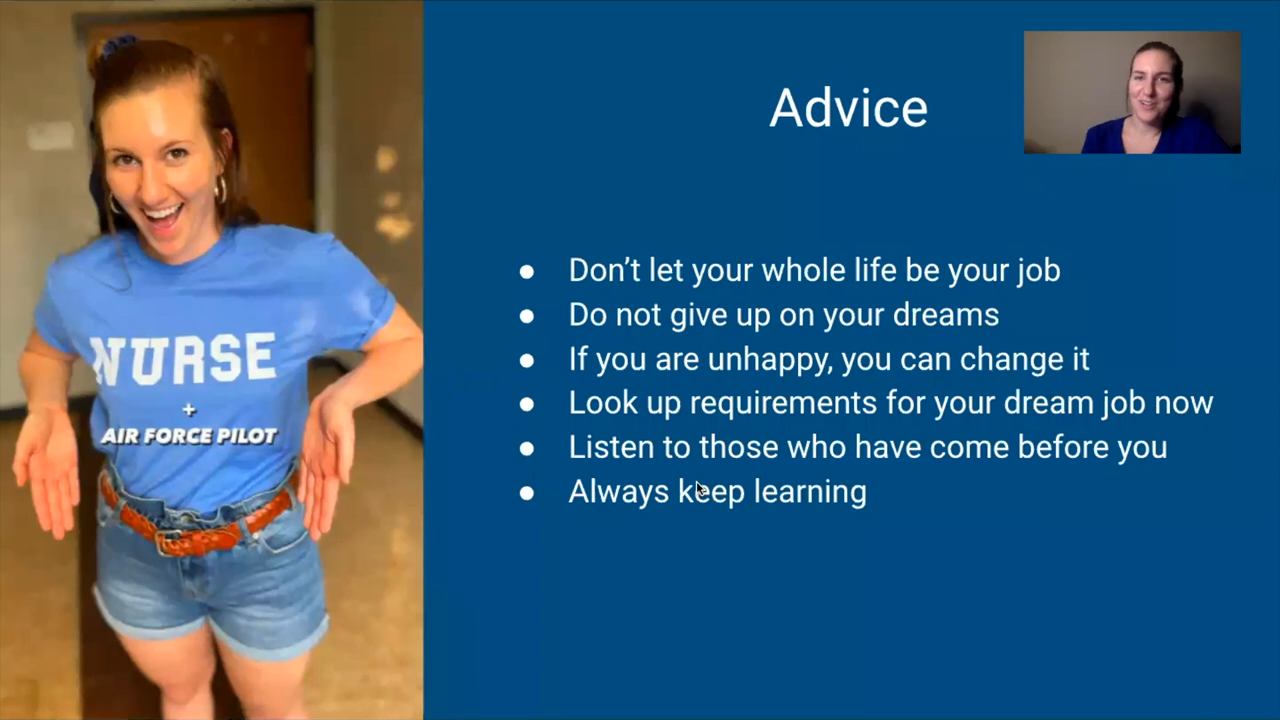 NURSE
+
AIR FORCE PILOT
Advice
Don’t let your whole life be your job
Do not give up on your dreams
If you are unhappy, you can change it
Look up requirements for your dream job now
Listen to those who have come before you
Always keep learning